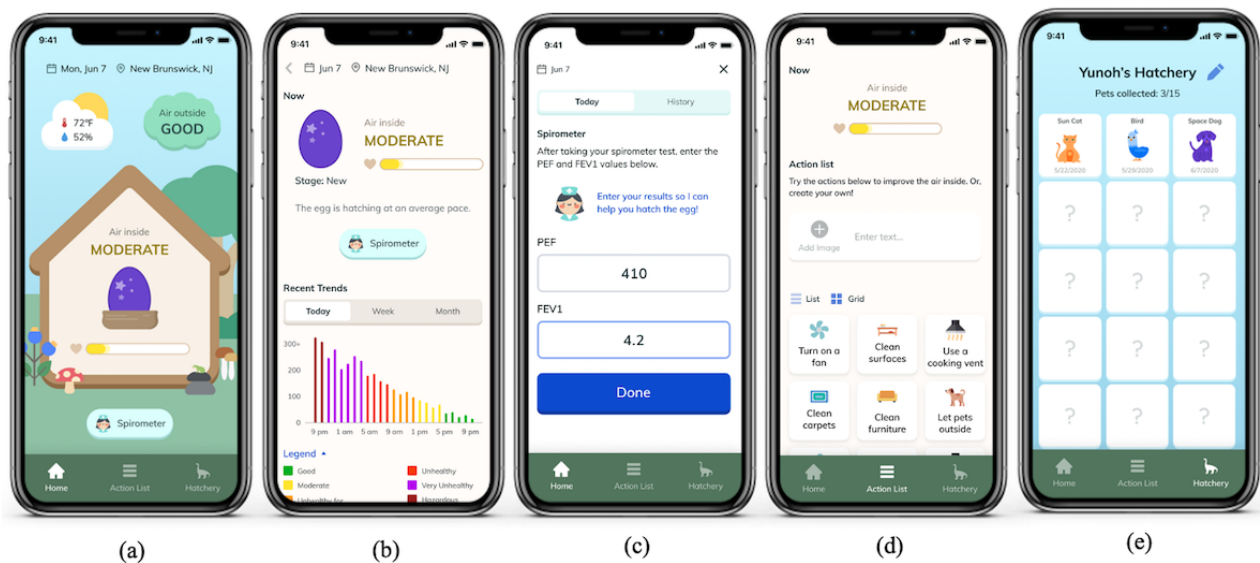 9:41
Mon, Jun 7 New Brunswick, NJ
72°F
52%
Air outside
GOOD
Air inside
MODERATE
Spirometer
Home Action List Hatchery
(a)
9:41
Jun 7 New Brunswick, NJ
Now
Air inside
MODERATE
Stage: New
The egg is hatching at an average pace.
Spirometer
Recent Trends
Today Week Month
300+
200
100
0
9 pm 1 am 5 am 9 am 1 pm 5 pm 9 pm
Legend
Good Unhealthy
Moderate Very Unhealthy
Unhealthy for Hazardous
(b)
9:41
Jun 7
Today History
Spirometer
After taking your spirometer test, enter the
PEF and FEV1 values below.
Enter your results so I can
help you hatch the egg!
PEF
410
FEV1
4.2
Done
Home Action List Hatchery
(c)
9:41
Now
Air inside
MODERATE
Action list
Try the actions below to improve the air inside. Or,
create your own!
Add Image Enter text...
List Grid
Turn on a
fan
Clean
surfaces
Use a
cooking vent
Clean
carpets
Clean
furniture
Let pets
outside
Home Action List Hatchery
(d)
9:41
Yunoh's Hatchery
Pets collected: 3/15
Sun Cat Bird Space Dog
5/22/2020 5/29/2020 6/7/2020
? ? ?
? ? ?
? ? ?
? ? ?
Home Action List Hatchery
(e)